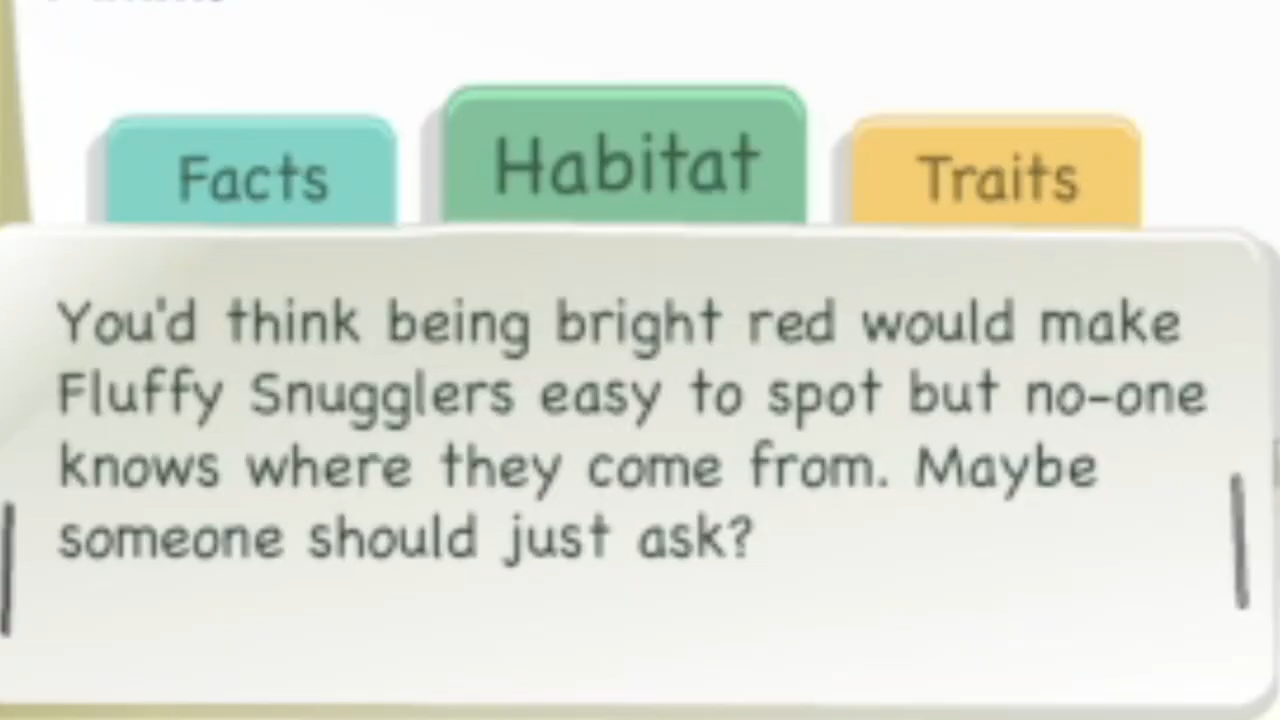 Facts
Habitat
Traits
You'd think being bright red would make
Fluffy Snugglers easy to spot but no-one
knows where they come from. Maybe
someone should just ask?